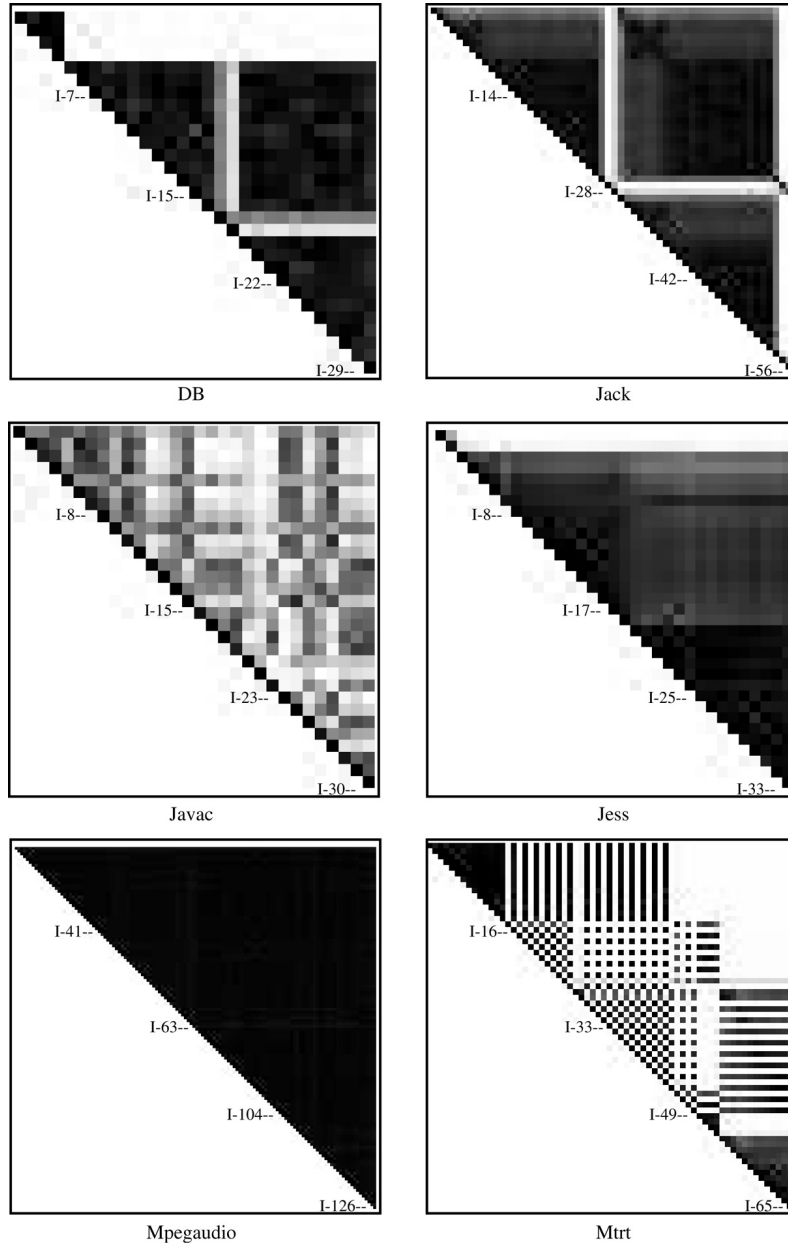 I-7--
I-15--
I-22--
I-29--
DB
I-14--
I-28--
I-42--
I-56--
Jack
I-8--
I-15--
I-23--
I-30--
Javac
I-8--
I-17--
I-25--
I-33--
Jess
I-41--
I-63--
I-104--
I-126--
Mpegaudio
I-16--
I-33--
I-49--
I-65--
Mtrt